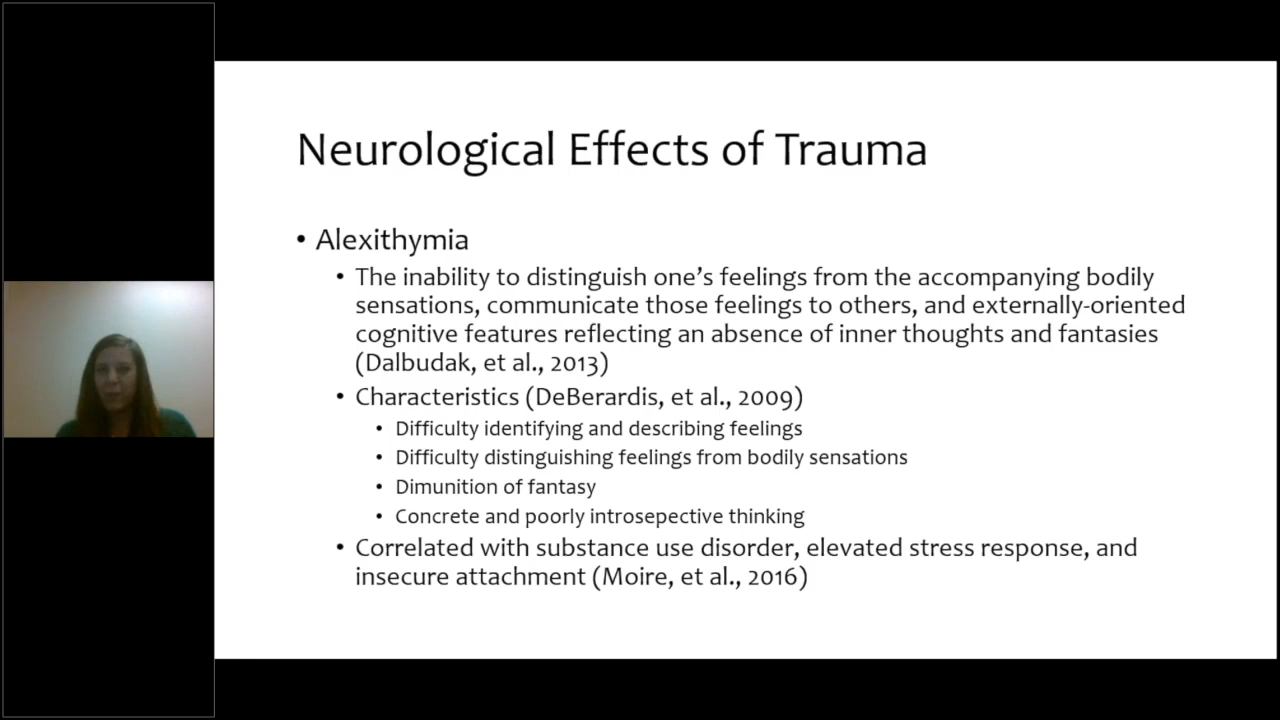 Neurological Effects of Trauma
• Alexithymia
• The inability to distinguish one's feelings from the accompanying bodily
sensations, communicate those feelings to others, and externally-oriented
cognitive features reflecting an absence of inner thoughts and fantasies
(Dalbudak, et al., 2013)
• Characteristics (DeBerardis, et al., 2009)
• Difficulty identifying and describing feelings
• Difficulty distinguishing feelings from bodily sensations
• Dimunition of fantasy
• Concrete and poorly introsepective thinking
• Correlated with substance use disorder, elevated stress response, and
insecure attachment (Moire, et al., 2016)